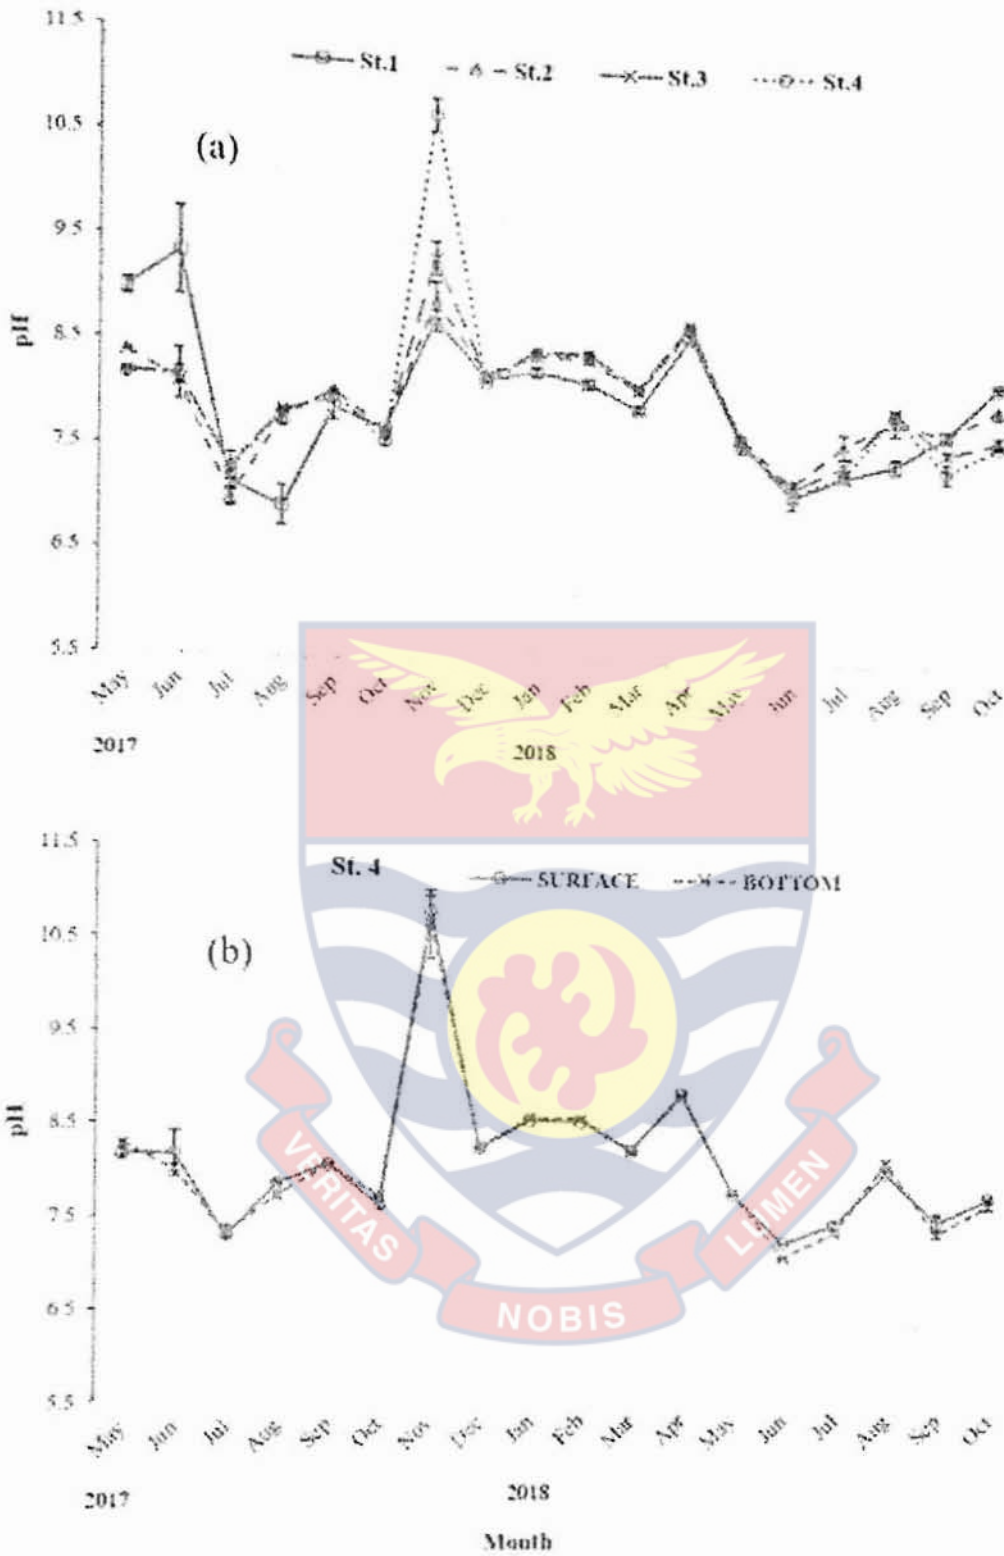 11.5
St.1 St.2 St.3 St.4
10.5
(a)
9.5
8.5
pH
7.5
6.5
5.5
May Jun Jul Aug Sep Oct Nov Dec Jan Feb Mar Apr May Jun Jul Aug Sep Oct
2017 2018
11.5
St. 4 SURFACE BOTTOM
10.5
(b)
9.5
8.5
pH
7.5
6.5
5.5
VERITAS NOBIS LUMEN
May Jun Jul Aug Sep Oct Nov Dec Jan Feb Mar Apr May Jun Jul Aug Sep Oct
2017 2018
Month